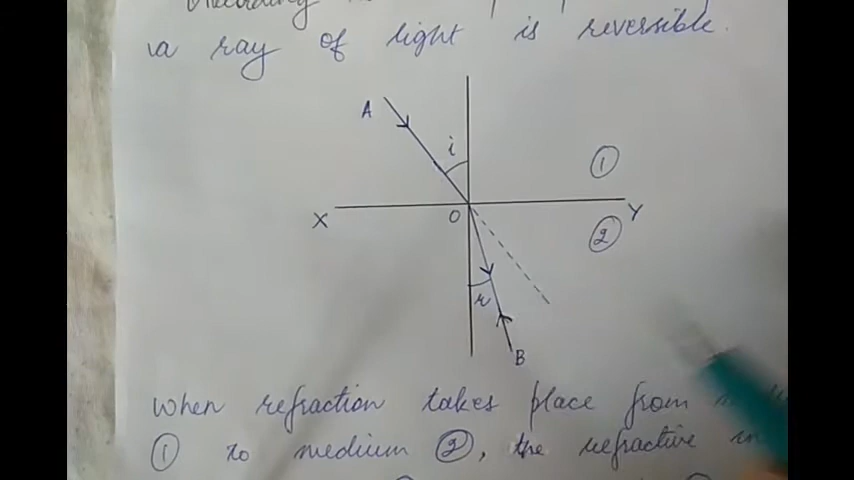 a ray of light is reversible.
A
i
①
X
O
Y
②
r
B
When refraction takes place from
① to medium ②, the refractive